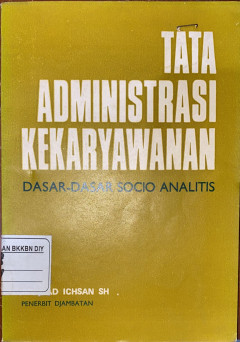 TATA
ADMINISTRASI
KEKARYAWANAN
DASAR-DASAR SOCIO ANALITIS
AN BKKBN DIY
ICHSAN SH
PENERBIT DJAMBATAN